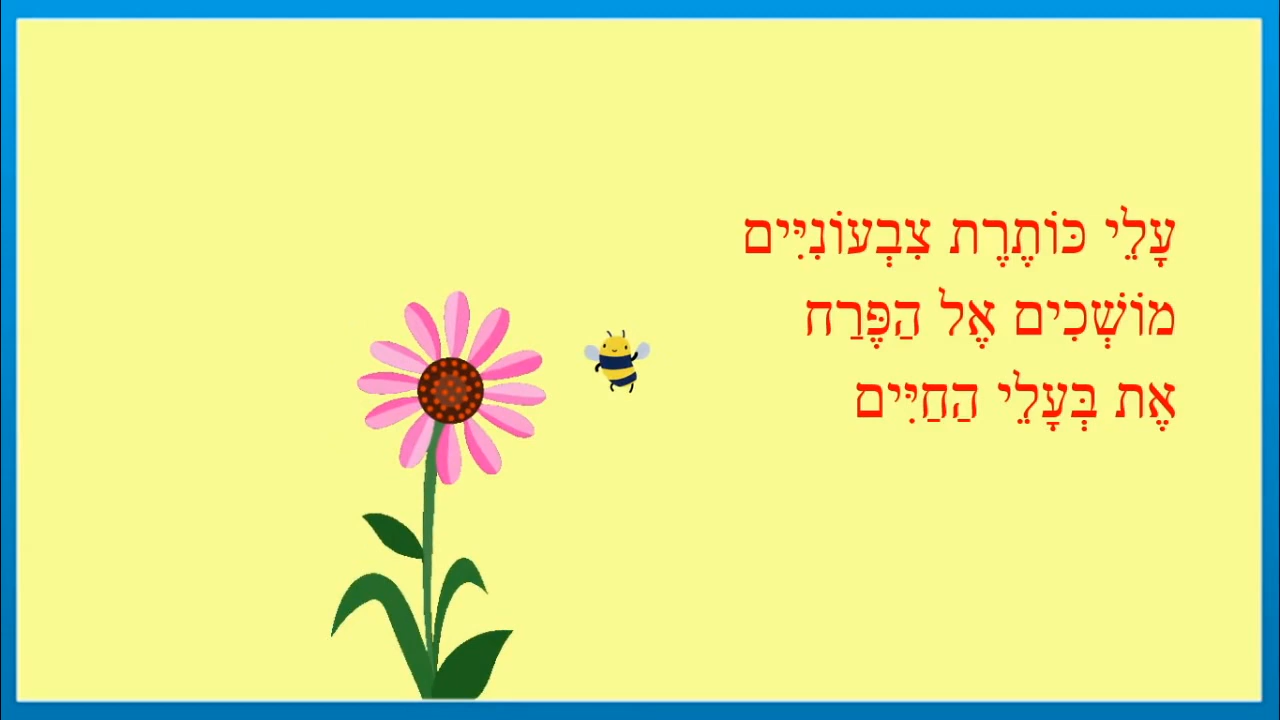 עָלֵי כּוֹתֶרֶת צִבְעוֹנִיִּים
מוֹשְׁכִים אֶל הַפֶּרַח
אֶת בְּעָלֵי הַחַיִּים